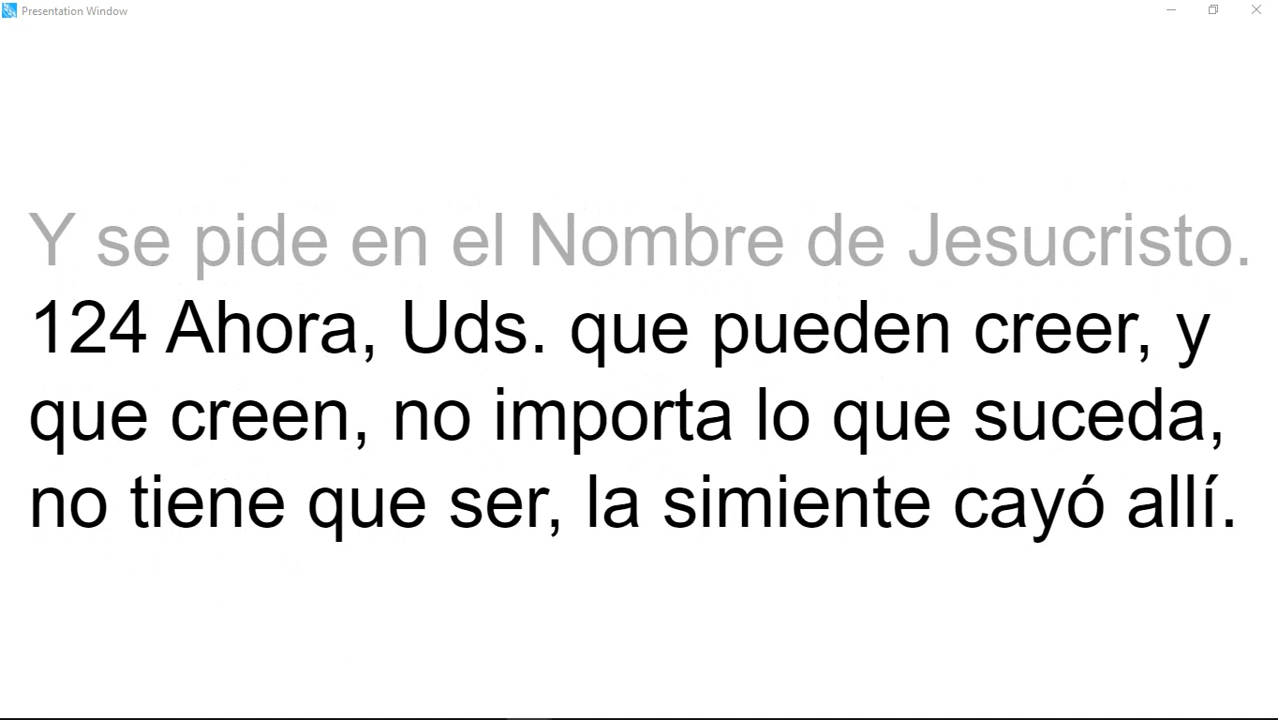 Presentation Window
Y se pide en el Nombre de Jesucristo.
124 Ahora, Uds. que pueden creer, y
que creen, no importa lo que suceda,
no tiene que ser, la simiente cayó allí.